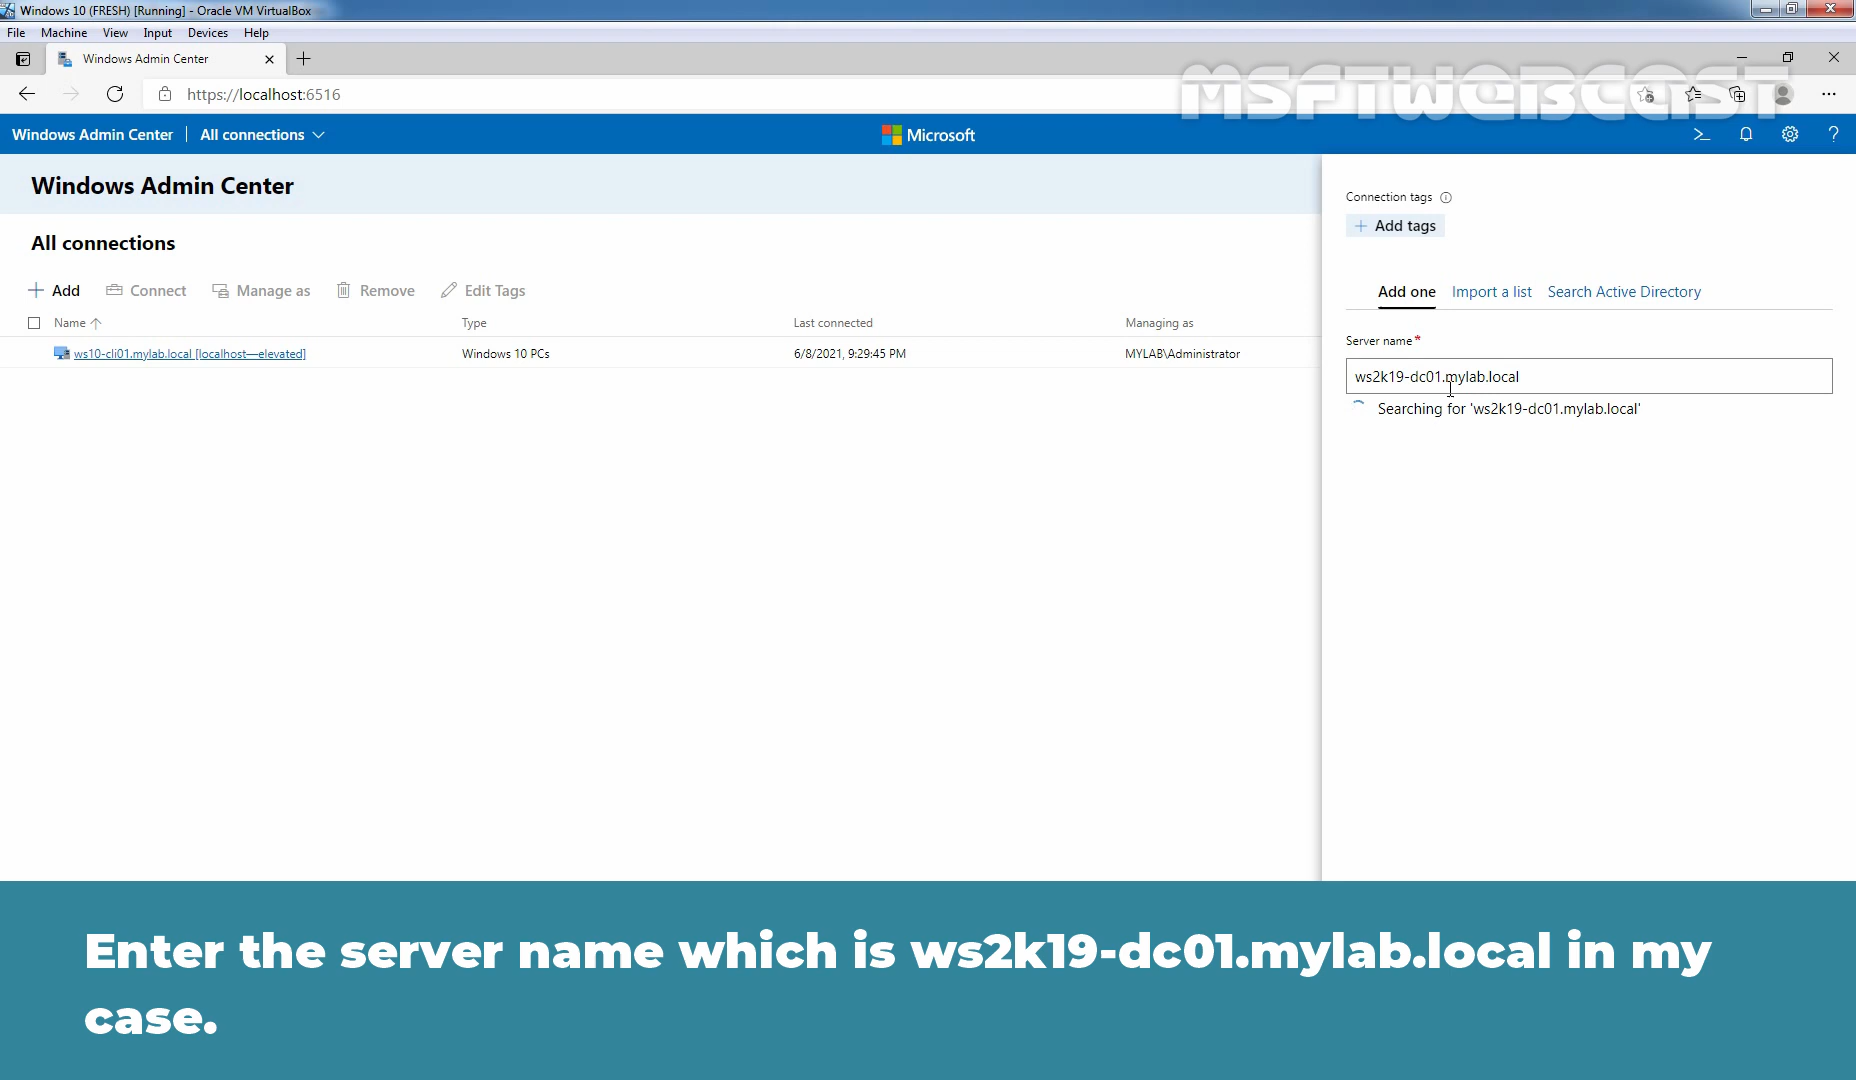 Windows 10 (FRESH) [Running] - Oracle VM VirtualBox
File Machine View Input Devices Help
Windows Admin Center
https://localhost:6516
MSFTWEBCAST
Windows Admin Center All connections
Microsoft
Windows Admin Center
All connections
Add Connect Manage as Remove Edit Tags
Name Type Last connected Managing as
ws10-cli01.mylab.local [localhost—elevated] Windows 10 PCs 6/8/2021, 9:29:45 PM MYLAB\Administrator
Connection tags
Add tags
Add one Import a list Search Active Directory
Server name*
ws2k19-dc01.mylab.local
Searching for 'ws2k19-dc01.mylab.local'
Enter the server name which is ws2k19-dc01.mylab.local in my
case.